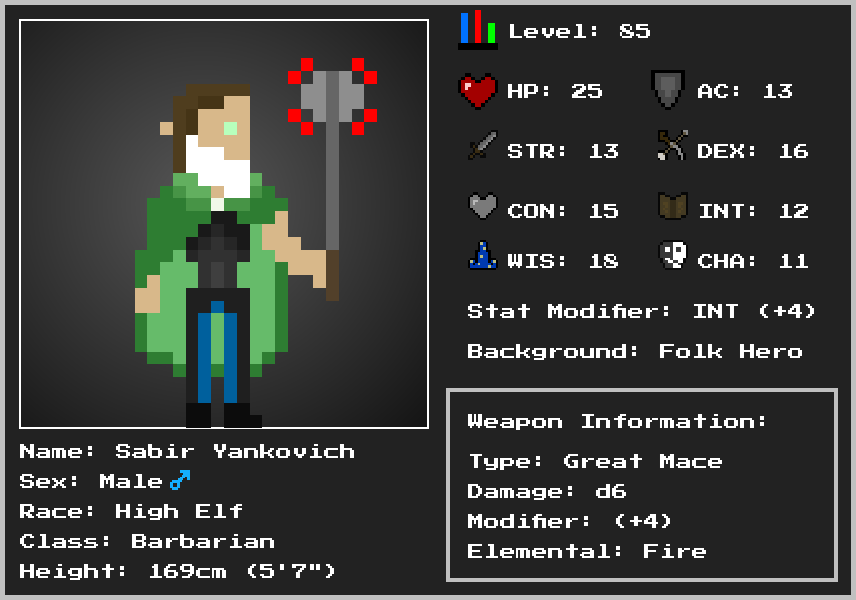 Level: 85
HP: 25 AC: 13
STR: 13 DEX: 16
CON: 15 INT: 12
WIS: 18 CHA: 11
Stat Modifier: INT (+4)
Background: Folk Hero
Weapon Information:
Type: Great Mace
Damage: d6
Modifier: (+4)
Elemental: Fire
Name: Sabir Yankovich
Sex: Male ♂
Race: High Elf
Class: Barbarian
Height: 169cm (5'7")